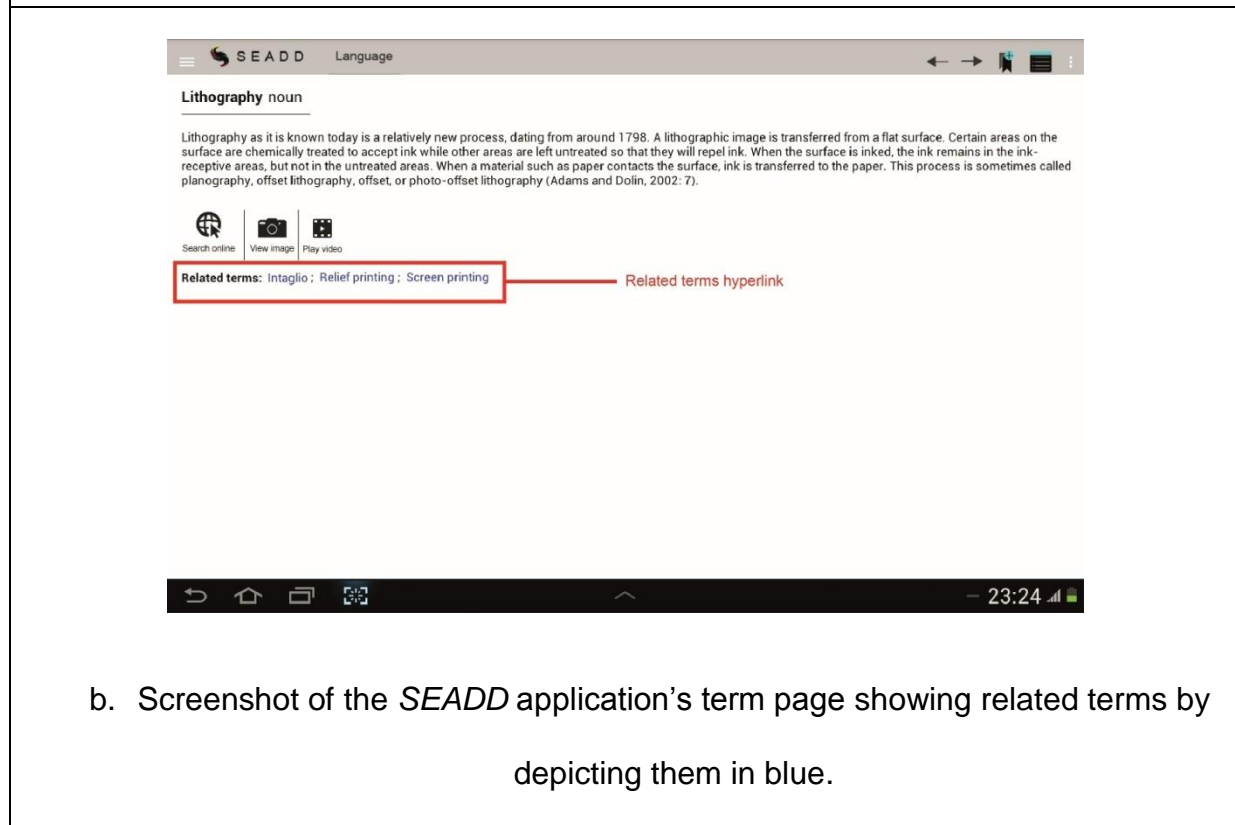 SEADD Language
Lithography noun
Lithography as it is known today is a relatively new process, dating from around 1798. A lithographic image is transferred from a flat surface. Certain areas on the
surface are chemically treated to accept ink while other areas are left untreated so that they will repel ink. When the surface is inked, the ink remains in the ink-
receptive areas, but not in the untreated areas. When a material such as paper contacts the surface, ink is transferred to the paper. This process is sometimes called
planography, offset lithography, offset, or photo-offset lithography (Adams and Dolin, 2002: 7).
Search online View image Play video
Related terms: Intaglio ; Relief printing ; Screen printing Related terms hyperlink
23:24
b. Screenshot of the SEADD application’s term page showing related terms by
depicting them in blue.